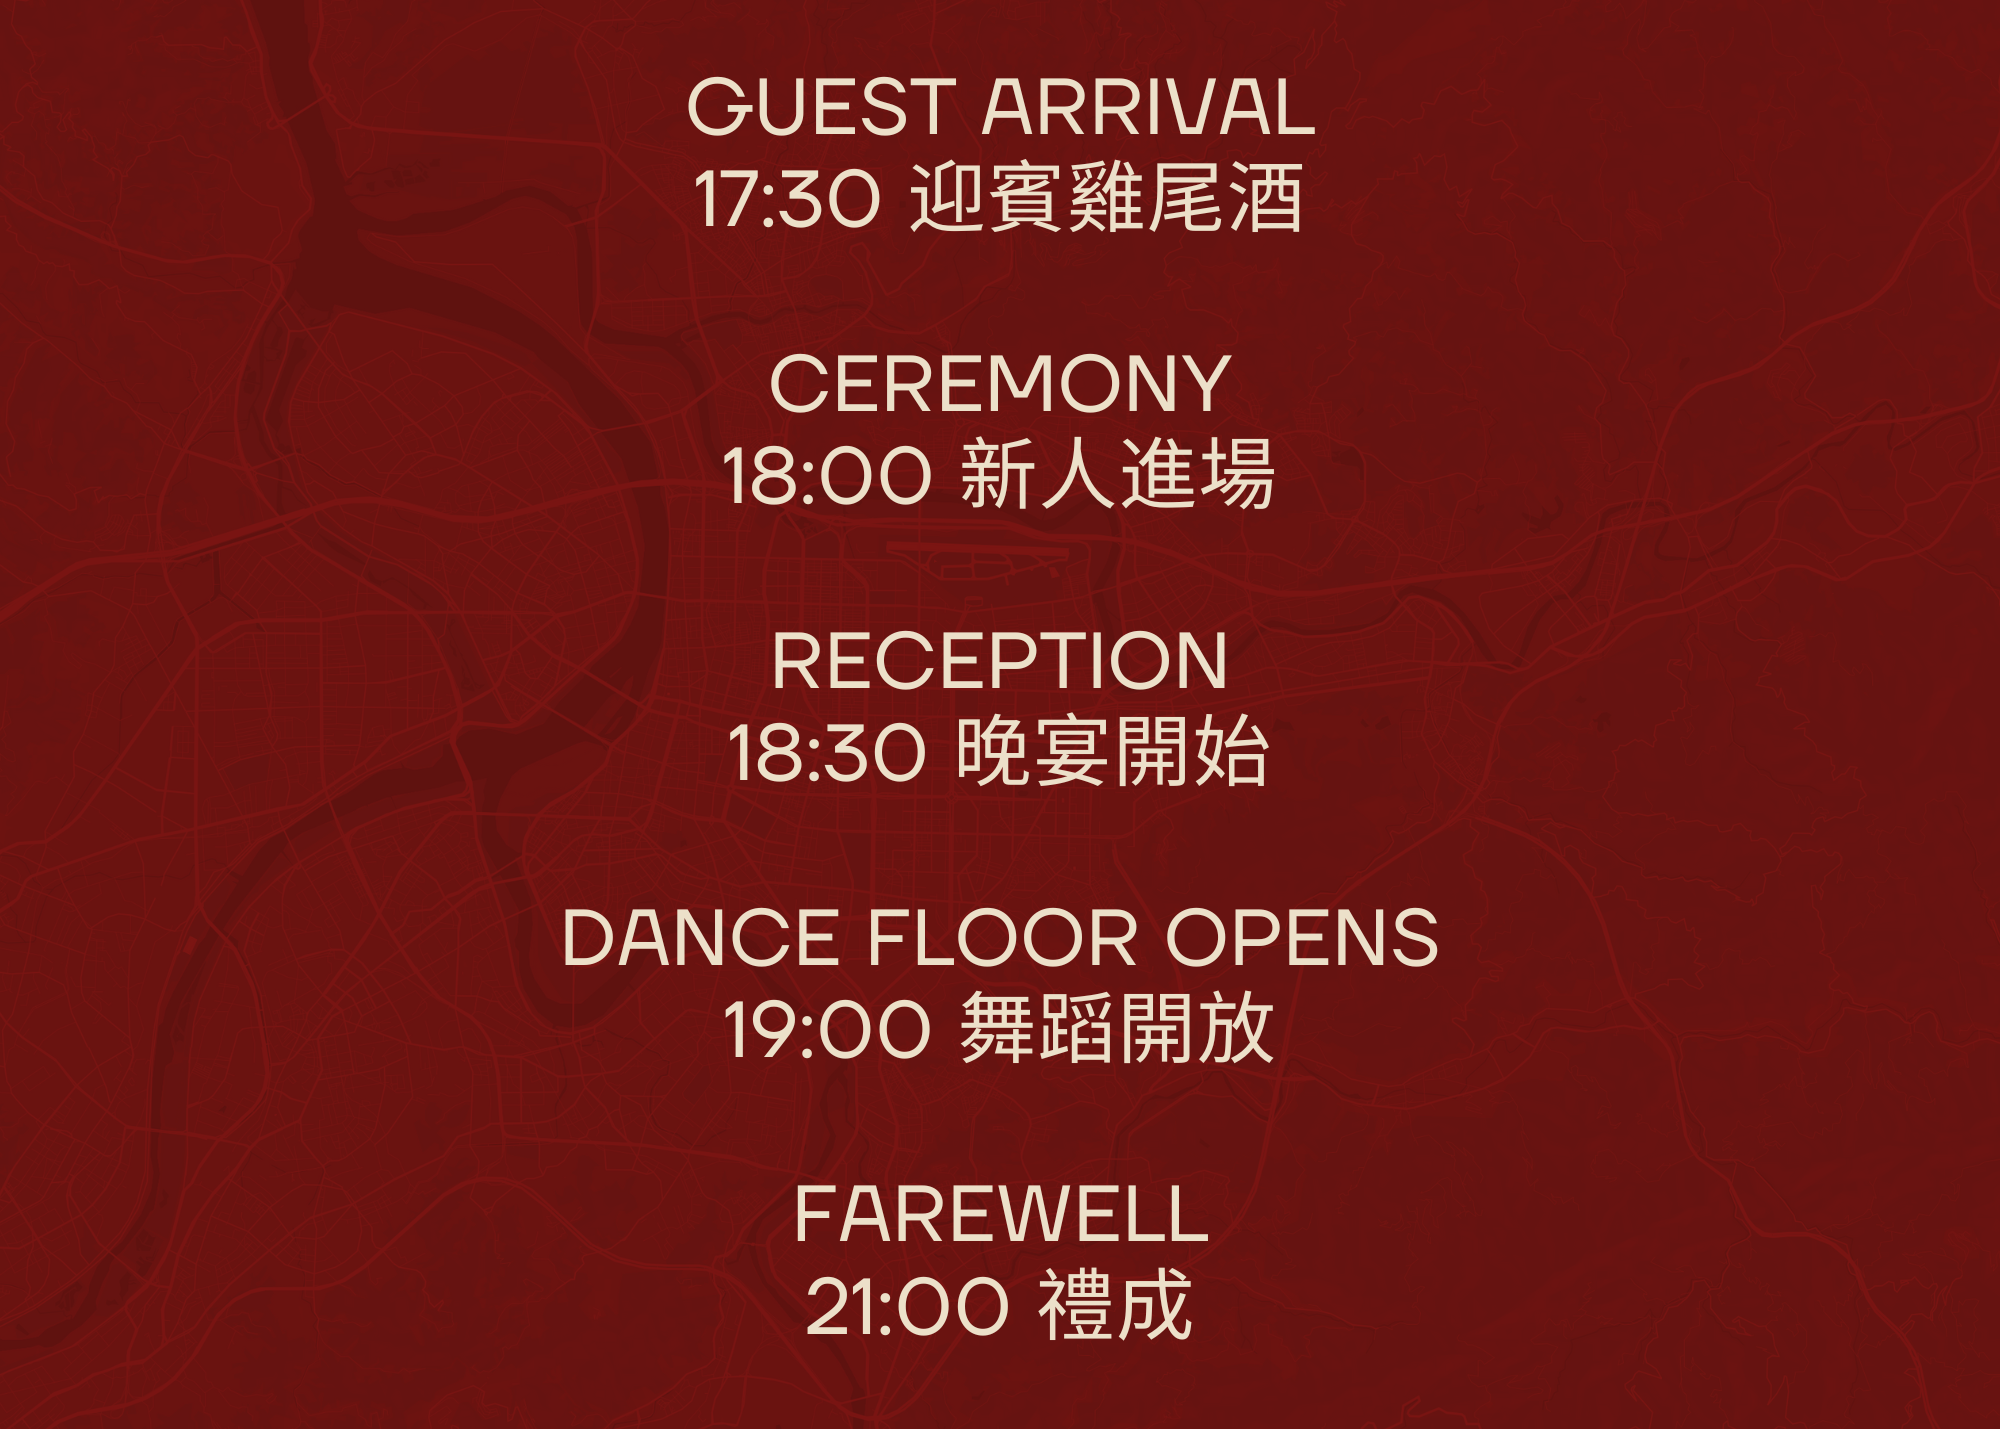 GUEST ARRIVAL
17:30 迎賓雞尾酒
CEREMONY
18:00 新人進場
RECEPTION
18:30 晚宴開始
DANCE FLOOR OPENS
19:00 舞蹈開放
FAREWELL
21:00 禮成